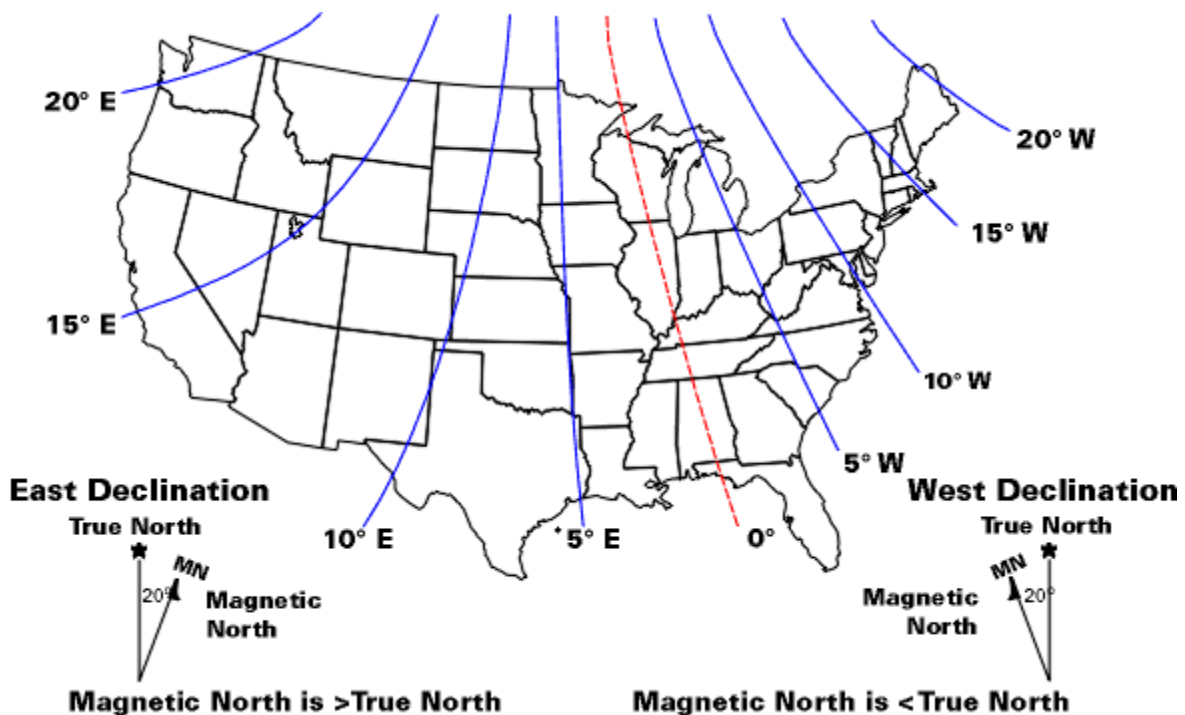 20° E
20° W
15° W
15° E
10° W
5° W
10° E
5° E
0°
East Declination
True North
MN
20°
Magnetic
North
Magnetic North is >True North
West Declination
True North
MN
20°
Magnetic
North
Magnetic North is <True North